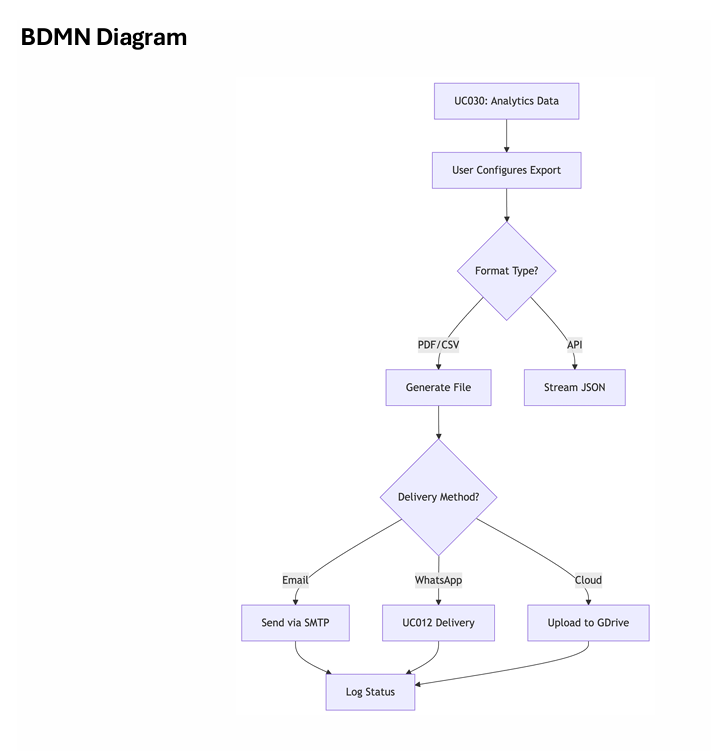 BDMN Diagram
UC030: Analytics Data
User Configures Export
Format Type?
PDF/CSV
API
Generate File
Stream JSON
Delivery Method?
Email
WhatsApp
Cloud
Send via SMTP
UC012 Delivery
Upload to GDrive
Log Status